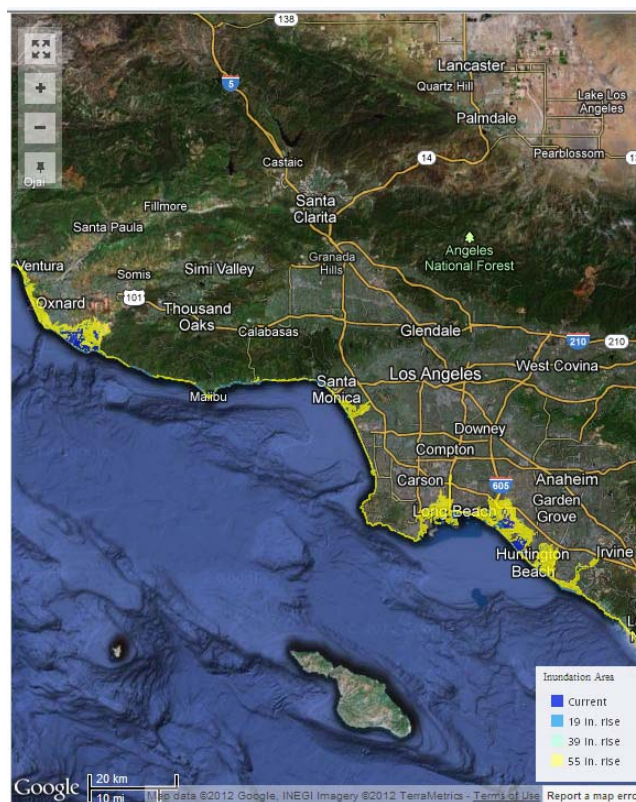 138
Lancaster
5
Quartz Hill
Lake Los
Angeles
Palmdale
14
Pearblossom
Castaic
Ojai
Santa
Clarita
Fillmore
Santa Paula
Granada
Hills
Angeles
National Forest
Ventura
Somis
Simi Valley
Oxnard
101
Thousand
Oaks
Calabasas
Glendale
210
210
West Covina
Santa
Monica
Los Angeles
Malibu
Downey
Compton
Carson
605
Anaheim
Garden
Grove
Long Beach
Huntington
Beach
Irvine
Inundation Area
Current
19 in. rise
39 in. rise
55 in. rise
20 km
10 mi
Google
Map data ©2012 Google, INEGI Imagery ©2012 TerraMetrics - Terms of Use Report a map erro